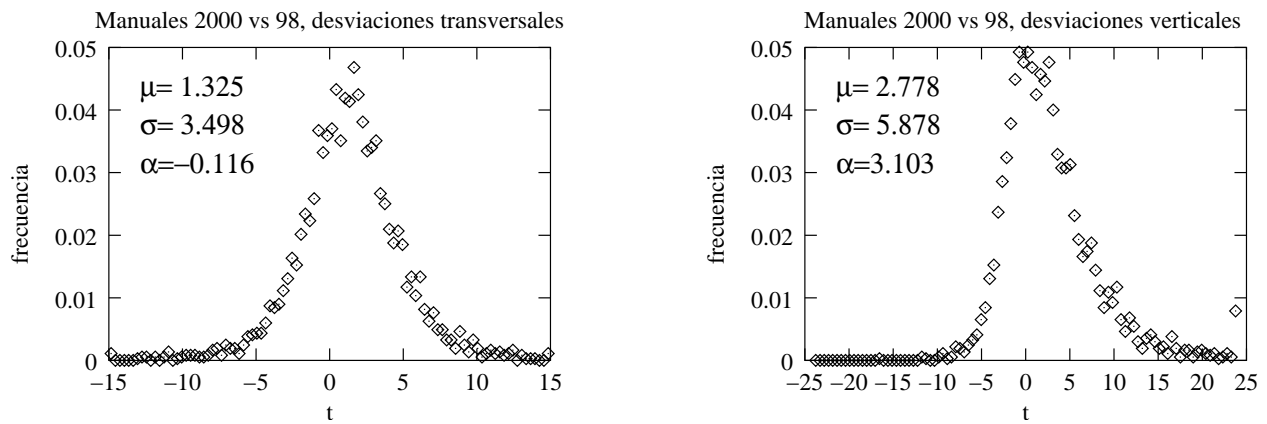 Manuales 2000 vs 98, desviaciones transversales
0.05
0.04
0.03
0.02
0.01
0
frecuencia
μ= 1.325
σ= 3.498
α=−0.116
−15 −10 −5 0 5 10 15
t
Manuales 2000 vs 98, desviaciones verticales
0.05
0.04
0.03
0.02
0.01
0
frecuencia
μ= 2.778
σ= 5.878
α=3.103
−25 −20 −15 −10 −5 0 5 10 15 20 25
t